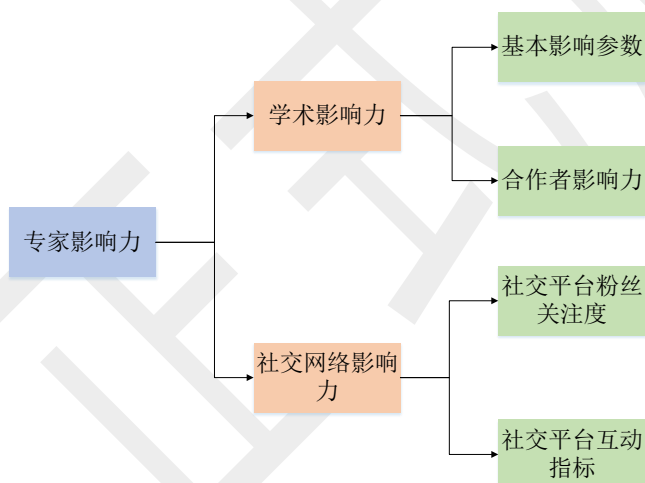 基本影响参数
学术影响力
合作者影响力
专家影响力
社交平台粉丝
关注度
社交网络影响
力
社交平台互动
指标